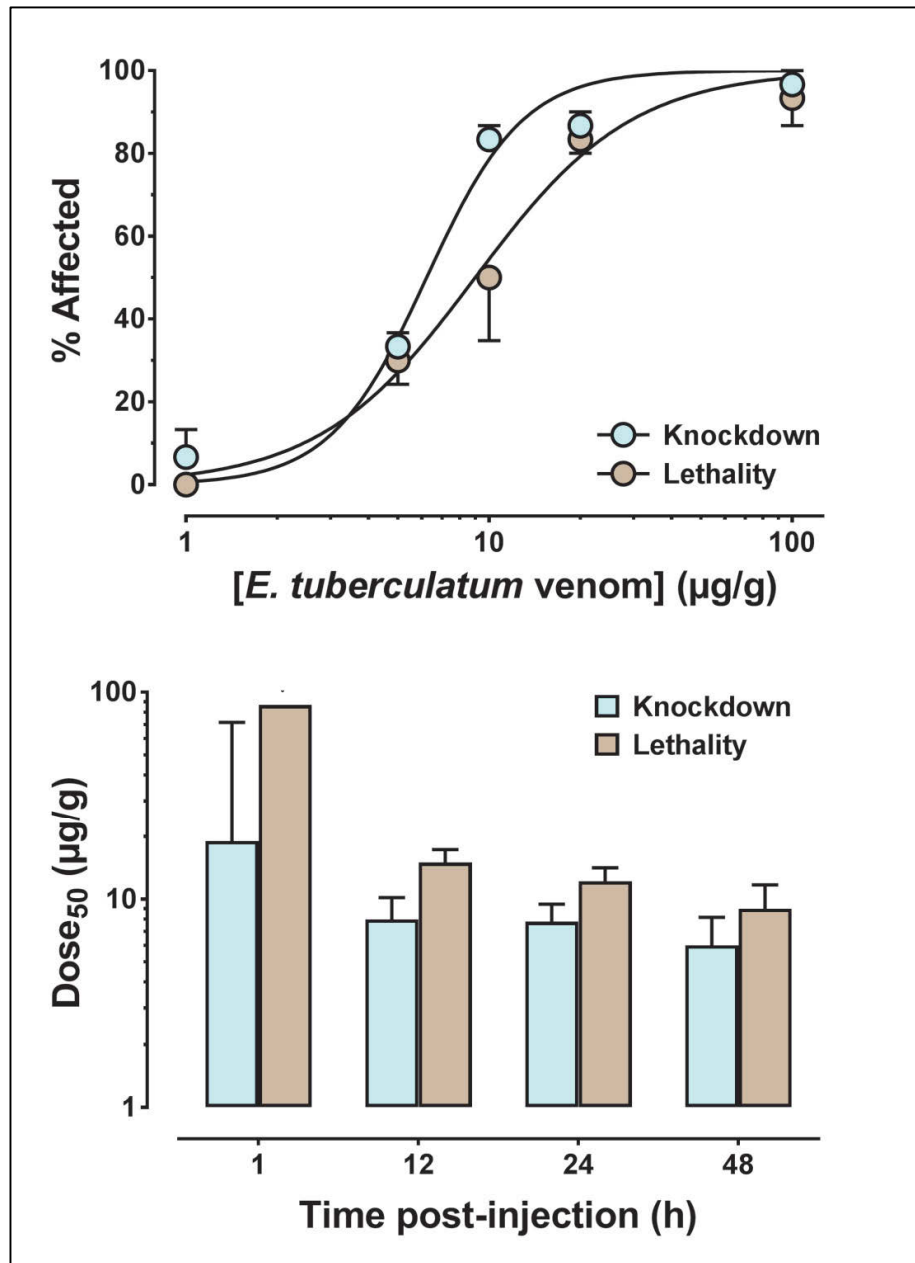 100
80
60
40
20
0
% Affected
Knockdown
Lethality
1 10 100
[E. tuberculatum venom] (µg/g)
100
10
1
Dose50 (µg/g)
Knockdown
Lethality
1 12 24 48
Time post-injection (h)